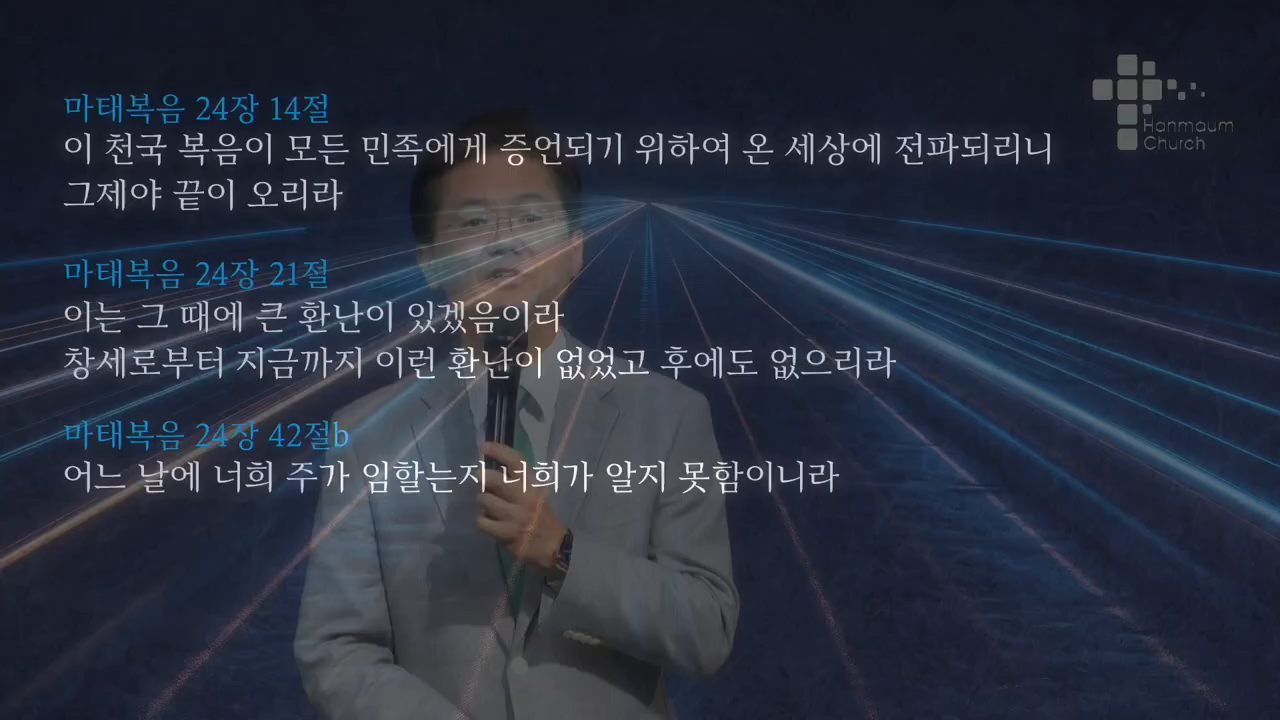 마태복음 24장 14절
이 천국 복음이 모든 민족에게 증언되기 위하여 온 세상에 전파되리니
그제야 끝이 오리라
마태복음 24장 21절
이는 그 때에 큰 환난이 있겠음이라
창세로부터 지금까지 이런 환난이 없었고 후에도 없으리라
마태복음 24장 42절b
어느 날에 너희 주가 임할는지 너희가 알지 못함이니라
Hanmaum
Church